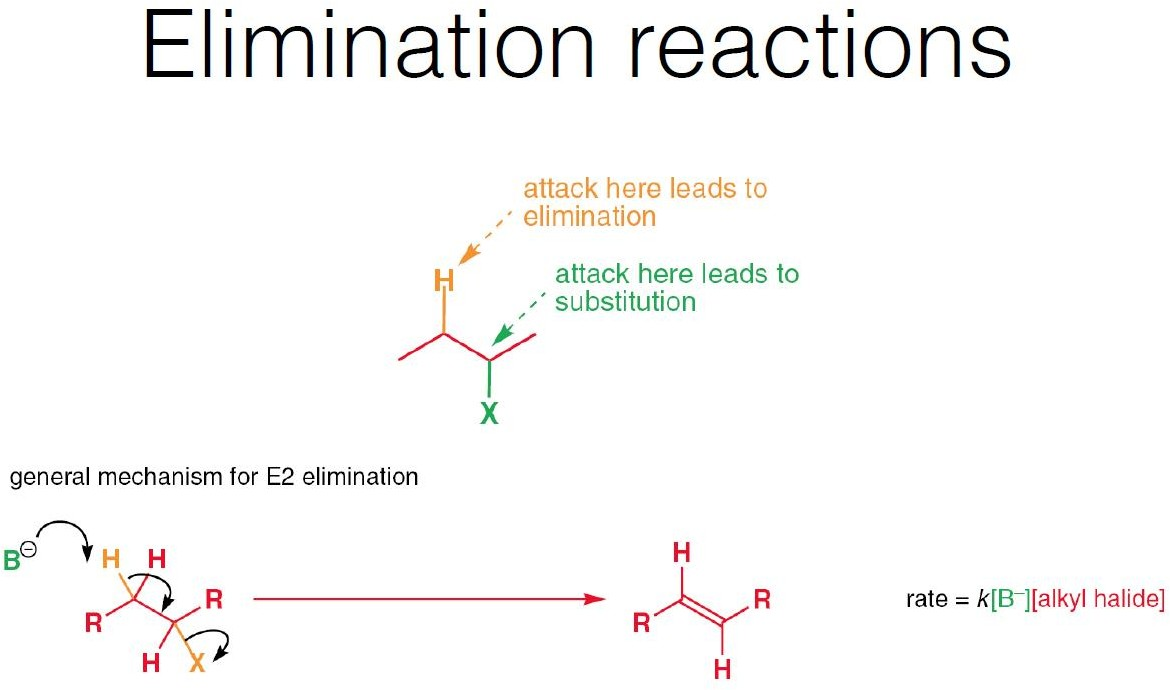 Elimination reactions
attack here leads to
elimination
H
attack here leads to
substitution
X
general mechanism for E2 elimination
B⊖ H H
R R
H X
H
R R
H
rate = k[B⁻][alkyl halide]